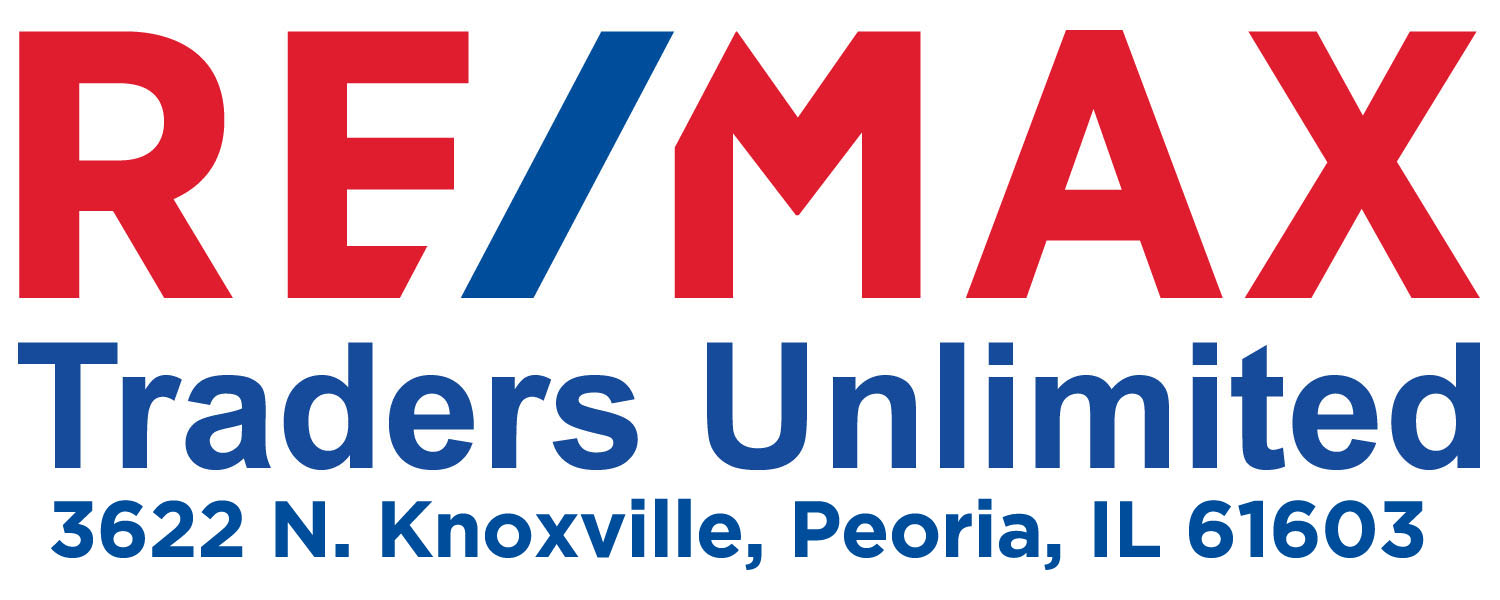 RE/MAX
Traders Unlimited
3622 N. Knoxville, Peoria, IL 61603